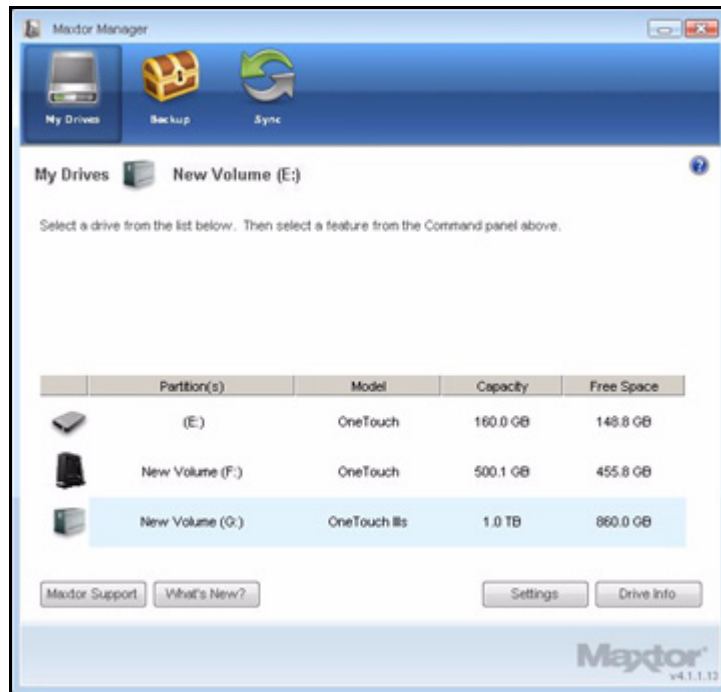 Maxtor Manager
My Drives Backup Sync
My Drives New Volume (E:)
Select a drive from the list below. Then select a feature from the Command panel above.
Partition(s) Model Capacity Free Space
(E:) OneTouch 160.0 GB 148.8 GB
New Volume (F:) OneTouch 500.1 GB 455.8 GB
New Volume (G:) OneTouch IIIs 1.0 TB 860.0 GB
Maxtor Support What's New? Settings Drive Info
Maxtor
v4.1.1.13